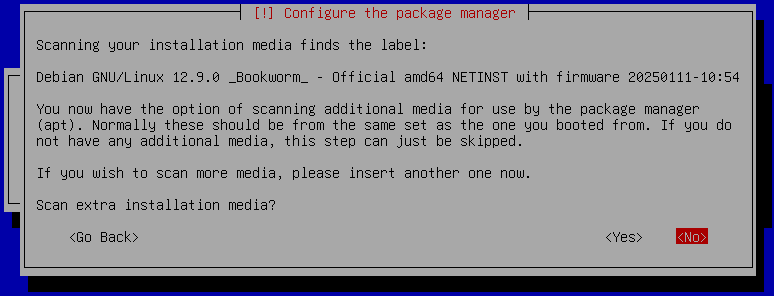 [!] Configure the package manager
Scanning your installation media finds the label:
Debian GNU/Linux 12.9.0 _Bookworm_ - Official amd64 NETINST with firmware 20250111-10:54
You now have the option of scanning additional media for use by the package manager
(apt). Normally these should be from the same set as the one you booted from. If you do
not have any additional media, this step can just be skipped.
If you wish to scan more media, please insert another one now.
Scan extra installation media?
<Go Back> <Yes> <No>